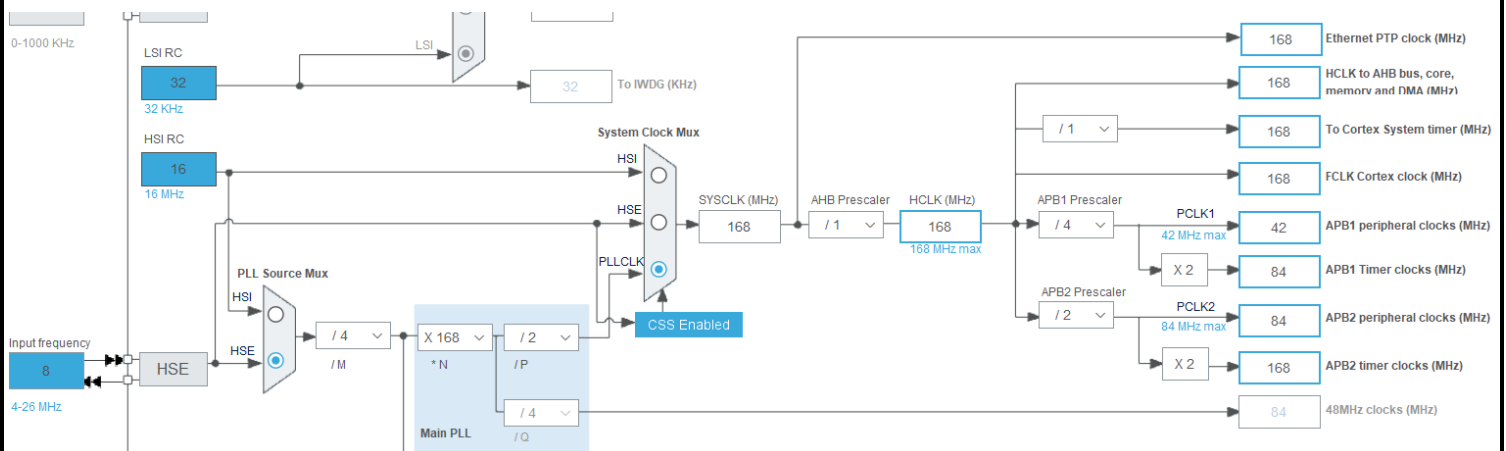 0-1000 KHz
LSI RC
32
32 KHz
LSI
32
To IWDG (KHz)
HSI RC
16
16 MHz
System Clock Mux
HSI
HSE
PLLCLK
CSS Enabled
SYSCLK (MHz)
168
AHB Prescaler
/ 1
HCLK (MHz)
168
168 MHz max
168
Ethernet PTP clock (MHz)
168
HCLK to AHB bus, core,
memory and DMA (MHz)
/ 1
168
To Cortex System timer (MHz)
168
FCLK Cortex clock (MHz)
APB1 Prescaler
/ 4
PCLK1
42 MHz max
42
APB1 peripheral clocks (MHz)
X 2
84
APB1 Timer clocks (MHz)
APB2 Prescaler
/ 2
PCLK2
84 MHz max
84
APB2 peripheral clocks (MHz)
X 2
168
APB2 timer clocks (MHz)
84
48MHz clocks (MHz)
PLL Source Mux
HSI
HSE
Input frequency
8
4-26 MHz
HSE
/ 4
/ M
X 168
* N
/ 2
/ P
/ 4
/ Q
Main PLL